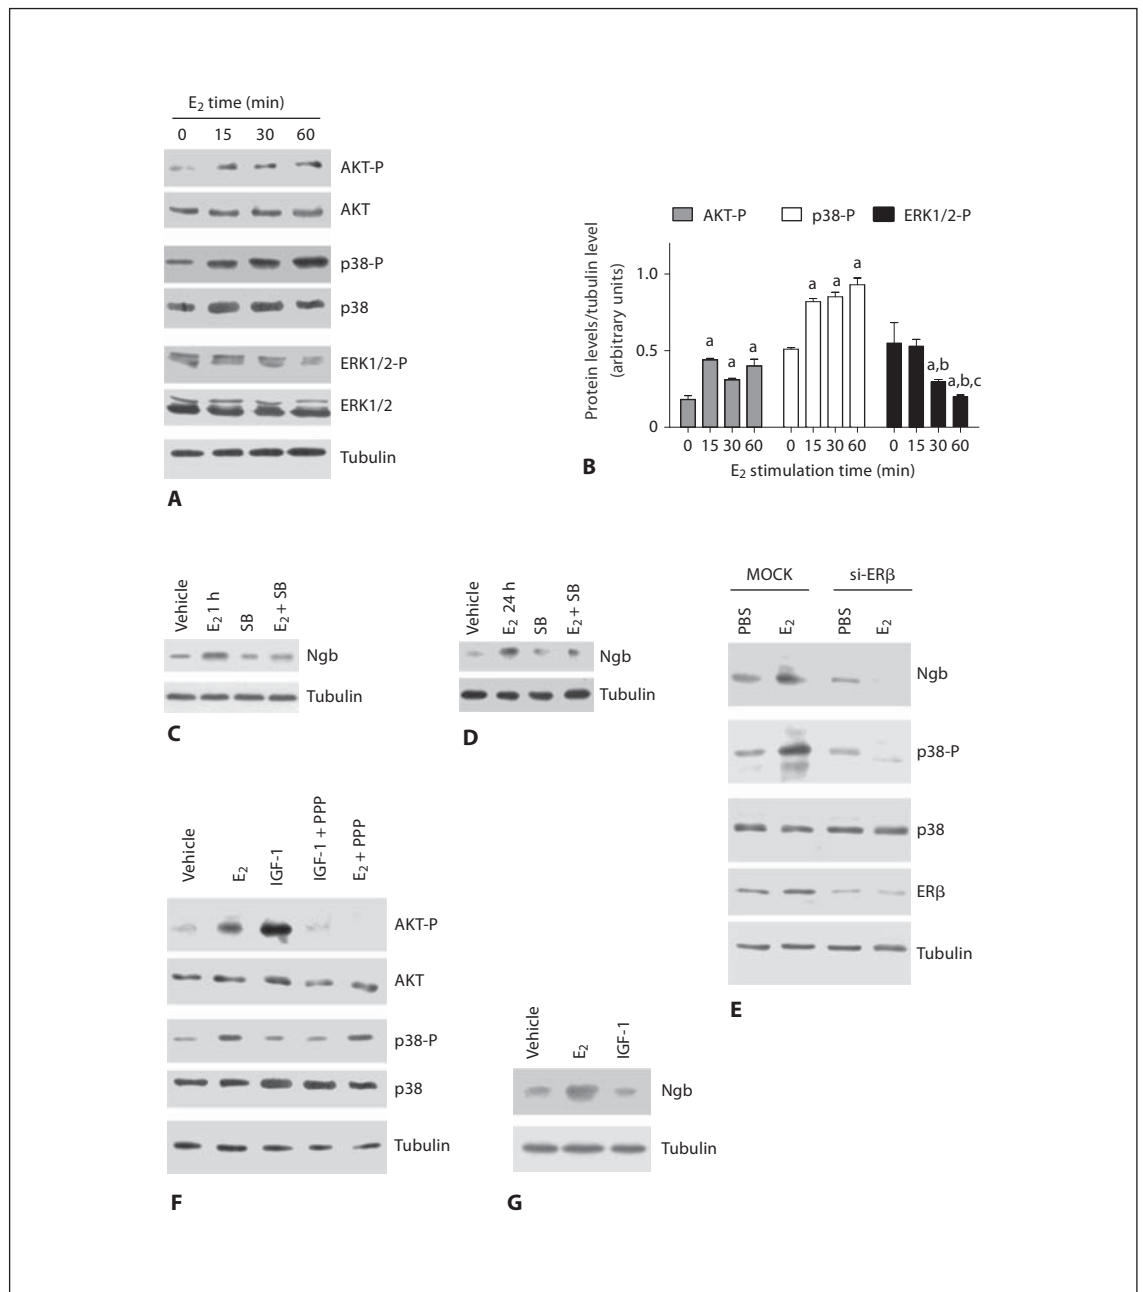 E₂ time (min)
0 15 30 60
AKT-P
AKT
p38-P
p38
ERK1/2-P
ERK1/2
Tubulin
A
AKT-P p38-P ERK1/2-P
Protein levels/tubulin level
(arbitrary units)
1.0
0.5
0
a a a
a a a
a,b a,b,c
0 15 30 60 0 15 30 60 0 15 30 60
E₂ stimulation time (min)
B
Vehicle E₂ 1 h SB E₂ + SB
Ngb
Tubulin
C
Vehicle E₂ 24 h SB E₂ + SB
Ngb
Tubulin
D
MOCK si-ERβ
PBS E₂ PBS E₂
Ngb
p38-P
p38
ERβ
Tubulin
E
Vehicle E₂ IGF-1 IGF-1 + PPP E₂ + PPP
AKT-P
AKT
p38-P
p38
Tubulin
F
Vehicle E₂ IGF-1
Ngb
Tubulin
G